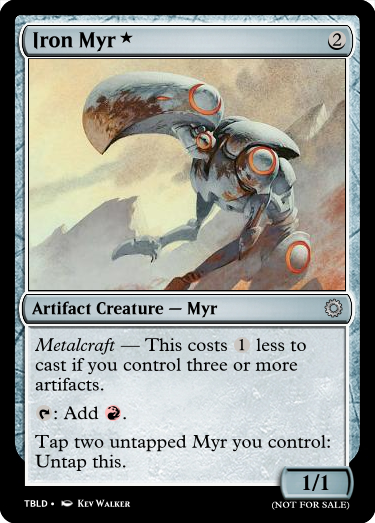 Iron Myr ★ 2
Artifact Creature — Myr
Metalcraft — This costs 1 less to
cast if you control three or more
artifacts.
: Add .
Tap two untapped Myr you control:
Untap this.
1/1
TBLD • Kev Walker
(NOT FOR SALE)